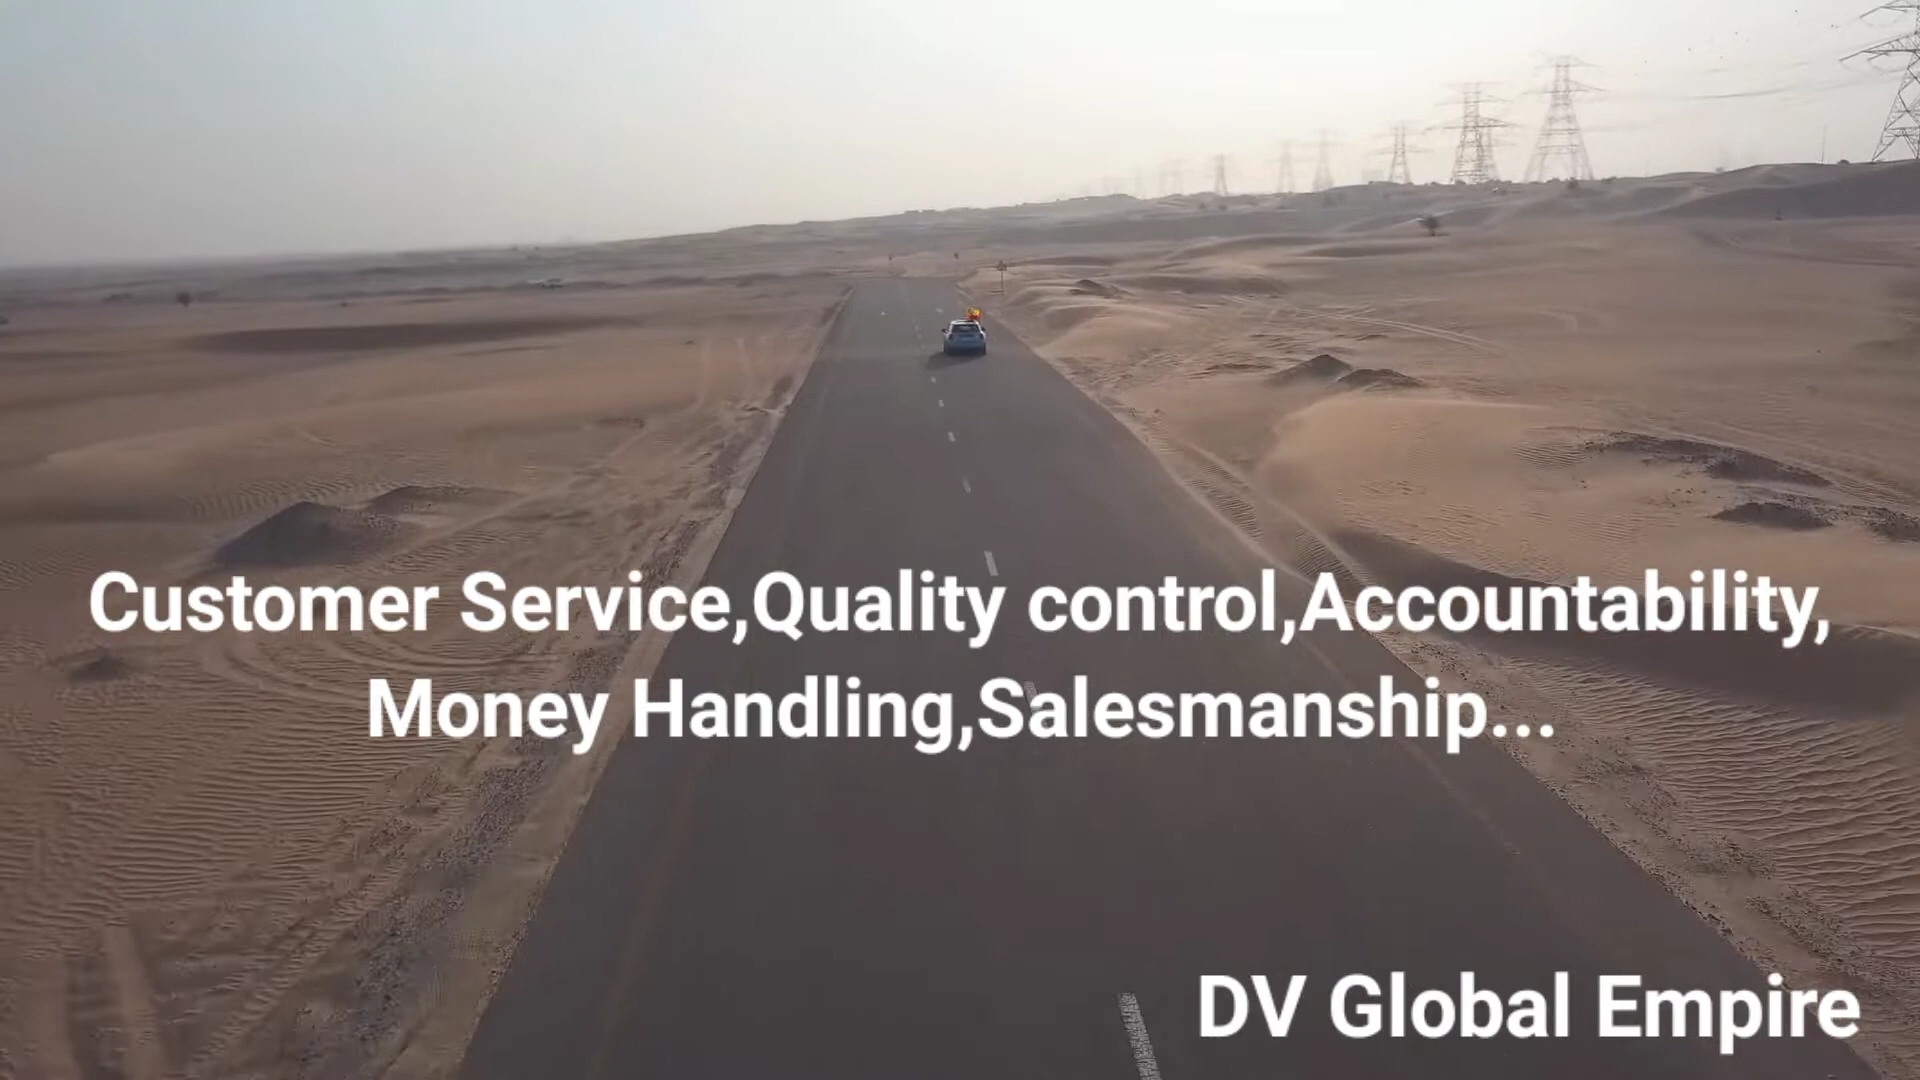 Customer Service,Quality control,Accountability,
Money Handling,Salesmanship...
DV Global Empire